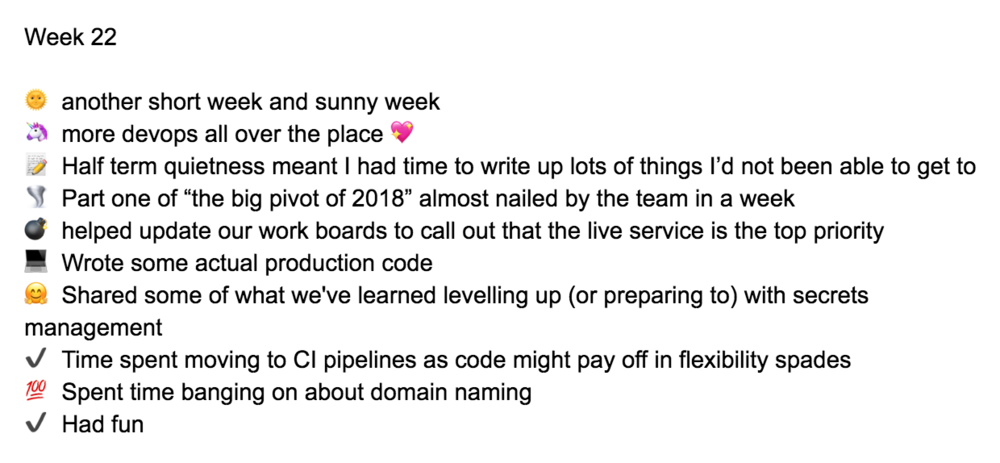 Week 22
🌞 another short week and sunny week
🦄 more devops all over the place 💖
📝 Half term quietness meant I had time to write up lots of things I’d not been able to get to
🌪 Part one of “the big pivot of 2018” almost nailed by the team in a week
💣 helped update our work boards to call out that the live service is the top priority
💻 Wrote some actual production code
🤗 Shared some of what we've learned levelling up (or preparing to) with secrets
management
✔ Time spent moving to CI pipelines as code might pay off in flexibility spades
💯 Spent time banging on about domain naming
✔ Had fun